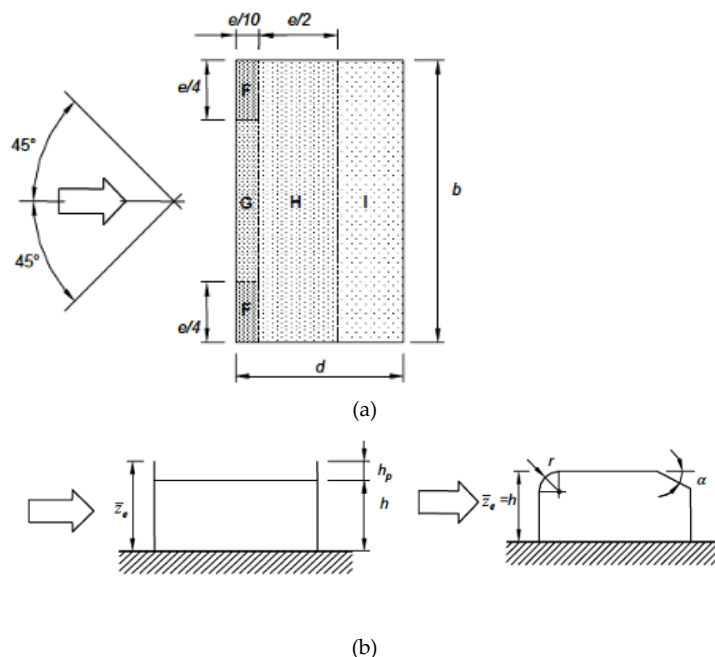 e/10 e/2
e/4
F
45°
G H I b
45°
e/4
F
d
(a)
h_p
z̄_e
h
r
z̄_e =h
α
(b)